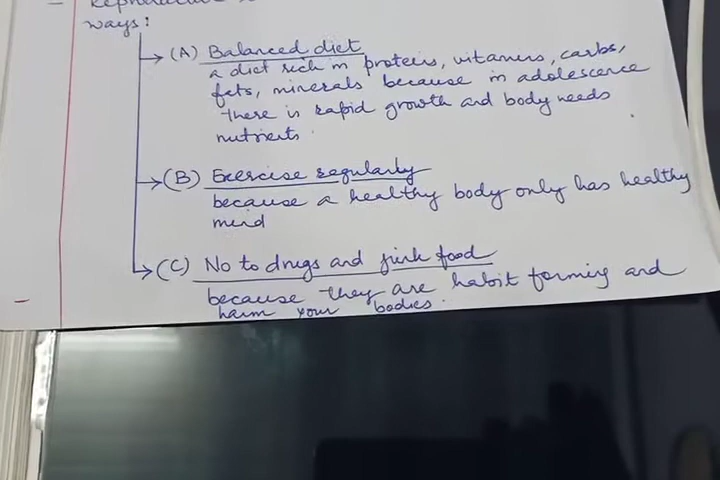 ways:
(A) Balanced diet
a diet rich in proteins, vitamins, carbs,
fats, minerals because in adolescence
there is rapid growth and body needs
nutrients.
(B) Exercise regularly
because a healthy body only has healthy
mind
(C) No to drugs and junk food
because they are habit forming and
harm your bodies.